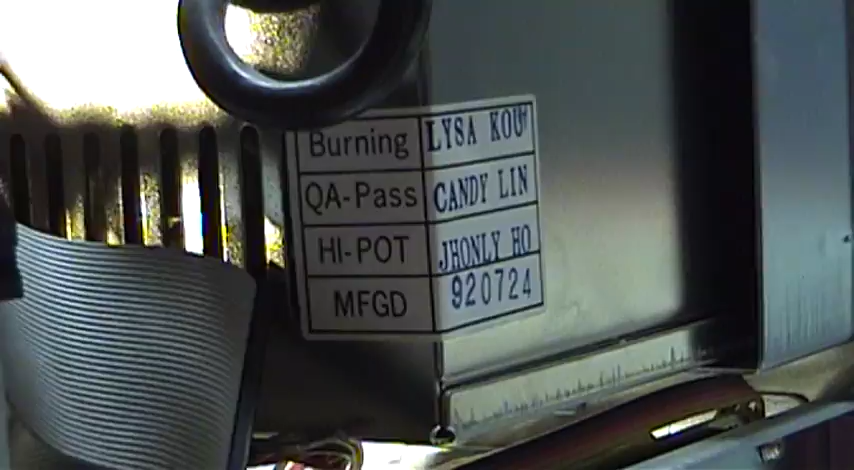 Burning LYSA KOU
QA-Pass CANDY LIN
HI-POT JHONLY HO
MFGD 920724